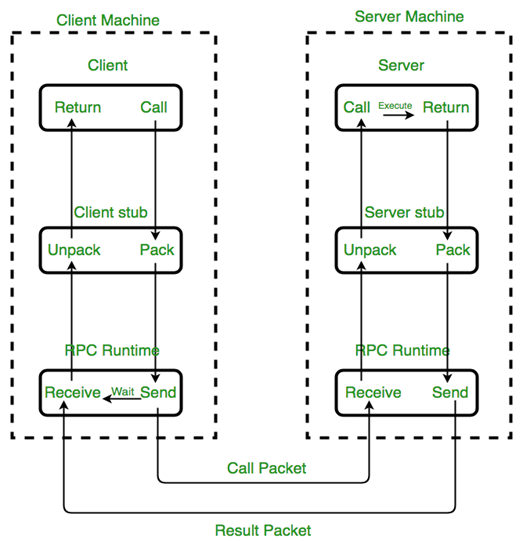 Client Machine
Server Machine
Client
Server
Return Call
Call Execute Return
Client stub
Server stub
Unpack Pack
Unpack Pack
RPC Runtime
RPC Runtime
Receive Wait Send
Receive Send
Call Packet
Result Packet